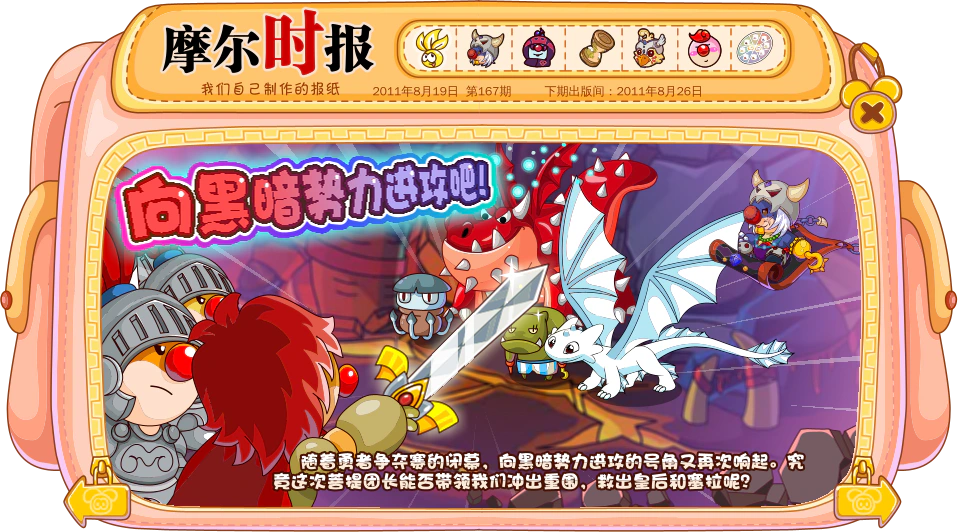 摩尔时报
我们自己制作的报纸
2011年8月19日 第167期 下期出版间：2011年8月26日
向黑暗势力进攻吧!
随着勇者争夺赛的闭幕，向黑暗势力进攻的号角又再次响起。究
竟这次菩提团长能否带领我们冲出重围，救出皇后和塞拉呢？